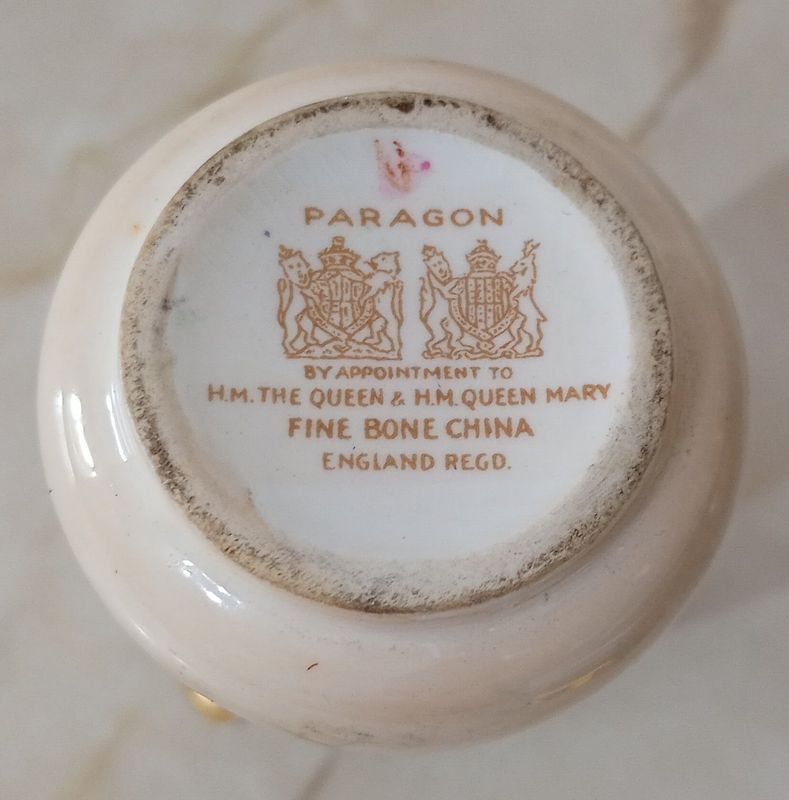 PARAGON
BY APPOINTMENT TO
H.M. THE QUEEN & H.M. QUEEN MARY
FINE BONE CHINA
ENGLAND REGD.